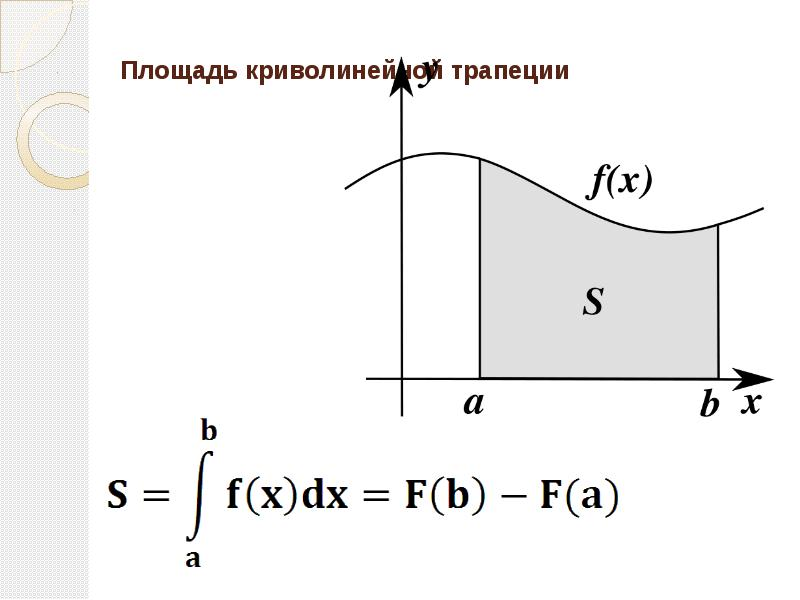 Площадь криволинейной трапеции
y
f(x)
S
a b x
b
S = ∫ f(x)dx = F(b) − F(a)
a